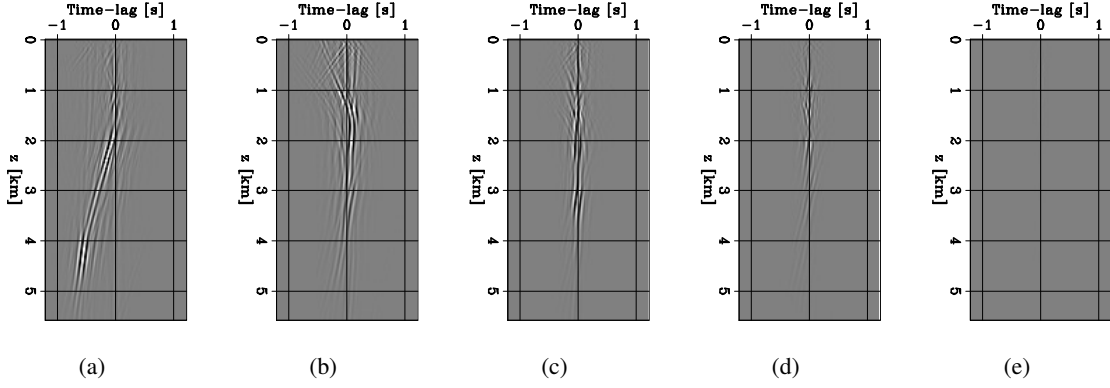 Time-lag [s] Time-lag [s] Time-lag [s] Time-lag [s] Time-lag [s]
−1 0 1 −1 0 1 −1 0 1 −1 0 1 −1 0 1
0 0 0 0 0
1 1 1 1 1
2 2 2 2 2
z [km] z [km] z [km] z [km] z [km]
3 3 3 3 3
4 4 4 4 4
5 5 5 5 5
(a) (b) (c) (d) (e)